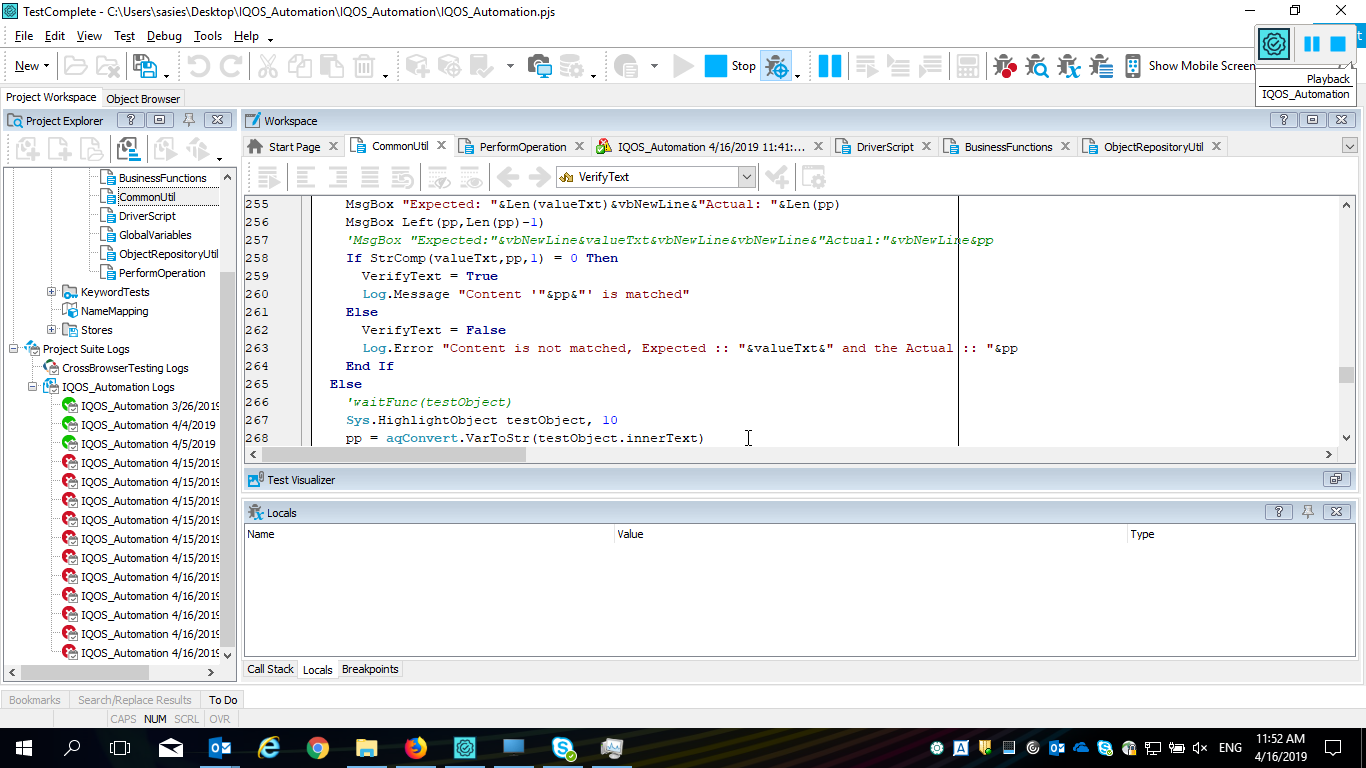 TestComplete - C:\Users\sasies\Desktop\IQOS_Automation\IQOS_Automation\IQOS_Automation.pjs
File Edit View Test Debug Tools Help
New Stop Show Mobile Screen
Playback
IQOS_Automation
Project Workspace Object Browser
Project Explorer
Workspace
Start Page CommonUtil PerformOperation IQOS_Automation 4/16/2019 11:41:... DriverScript BusinessFunctions ObjectRepositoryUtil
VerifyText
BusinessFunctions
CommonUtil
DriverScript
GlobalVariables
ObjectRepositoryUtil
PerformOperation
KeywordTests
NameMapping
Stores
Project Suite Logs
CrossBrowserTesting Logs
IQOS_Automation Logs
IQOS_Automation 3/26/2019
IQOS_Automation 4/4/2019
IQOS_Automation 4/5/2019
IQOS_Automation 4/15/2019
IQOS_Automation 4/15/2019
IQOS_Automation 4/15/2019
IQOS_Automation 4/15/2019
IQOS_Automation 4/15/2019
IQOS_Automation 4/15/2019
IQOS_Automation 4/16/2019
IQOS_Automation 4/16/2019
IQOS_Automation 4/16/2019
IQOS_Automation 4/16/2019
IQOS_Automation 4/16/2019
255 MsgBox "Expected: "&Len(valueTxt)&vbNewLine&"Actual: "&Len(pp)
256 MsgBox Left(pp,Len(pp)-1)
257 'MsgBox "Expected:"&vbNewLine&valueTxt&vbNewLine&vbNewLine&"Actual:"&vbNewLine&pp
258 If StrComp(valueTxt,pp,1) = 0 Then
259 VerifyText = True
260 Log.Message "Content '"&pp&"' is matched"
261 Else
262 VerifyText = False
263 Log.Error "Content is not matched, Expected :: "&valueTxt&" and the Actual :: "&pp
264 End If
265 Else
266 'waitFunc(testObject)
267 Sys.HighlightObject testObject, 10
268 pp = aqConvert.VarToStr(testObject.innerText)
Test Visualizer
Locals
Name Value Type
Call Stack Locals Breakpoints
Bookmarks Search/Replace Results To Do
CAPS NUM SCRL OVR
ENG
11:52 AM
4/16/2019